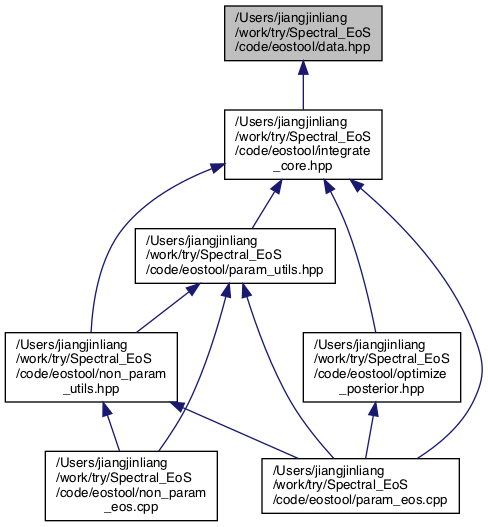 /Users/jiangjinliang
/work/try/Spectral_EoS
/code/eostool/data.hpp
/Users/jiangjinliang
/work/try/Spectral_EoS
/code/eostool/integrate
_core.hpp
/Users/jiangjinliang
/work/try/Spectral_EoS
/code/eostool/param_utils.hpp
/Users/jiangjinliang
/work/try/Spectral_EoS
/code/eostool/non_param
_utils.hpp
/Users/jiangjinliang
/work/try/Spectral_EoS
/code/eostool/optimize
_posterior.hpp
/Users/jiangjinliang
/work/try/Spectral_EoS
/code/eostool/non_param
_eos.cpp
/Users/jiangjinliang
/work/try/Spectral_EoS
/code/eostool/param_eos.cpp